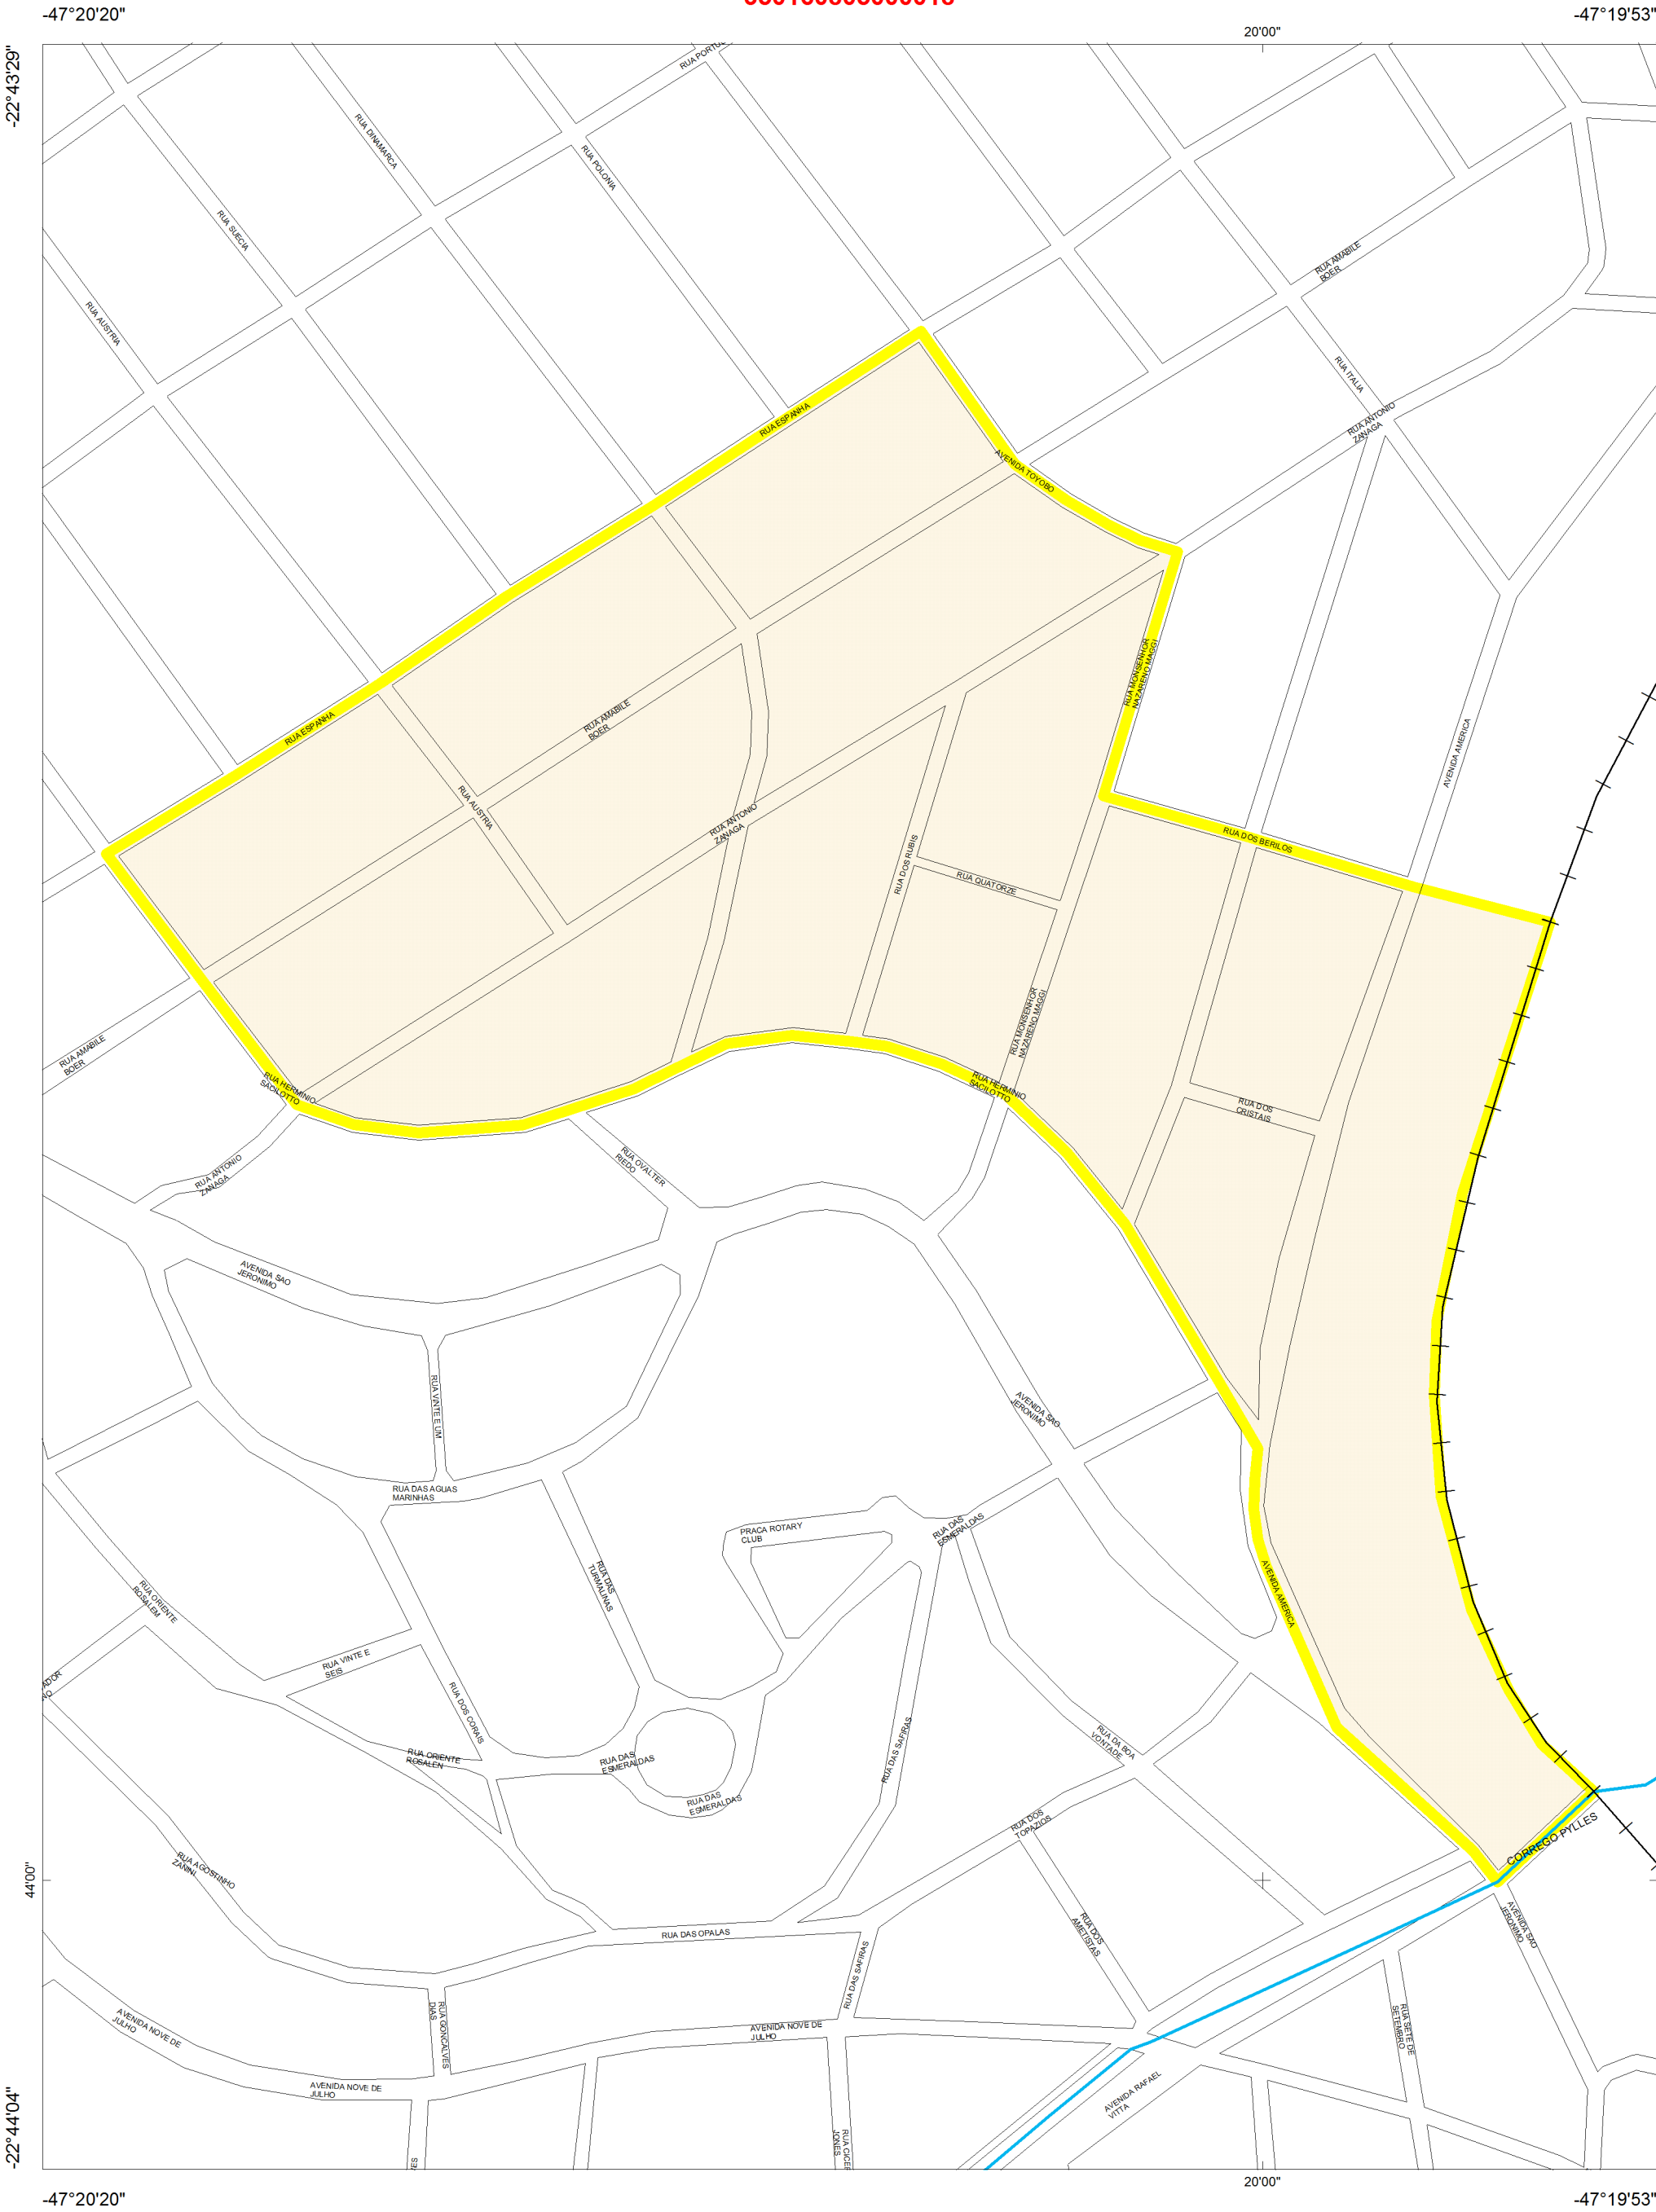 -47°20'20"
-47°19'53"
20'00"
-22°43'29"
RUA DINAMARCA
RUA POLONIA
RUA SUECIA
RUA AUSTRIA
RUA AMABILE
BOER
RUA ITALIA
RUA ESPANHA
RUA ANTONIO
ZANAGA
AVENIDA TOYOBO
RUA MONSENHOR
NAZARENO MAGGI
RUA ESPANHA
RUA AMABILE
BOER
AVENIDA AMERICA
RUA AUSTRIA
RUA ANTONIO
ZANAGA
RUA DOS BERILOS
RUA DOS RUBIS
RUA QUATORZE
RUA MONSENHOR
NAZARENO MAGGI
RUA AMABILE
BOER
RUA HERMINIO
SACILOTTO
RUA HERMINIO
SACILOTTO
RUA DOS
CRISTAIS
RUA ANTONIO
ZANAGA
RUA OVALTER
RIEDO
AVENIDA SAO
JERONIMO
RUA VINTE E UM
AVENIDA SAO
JERONIMO
RUA DAS AGUAS
MARINHAS
PRACA ROTARY
CLUB
RUA DAS
ESMERALDAS
RUA DAS
TURMALINAS
AVENIDA AMERICA
RUA ORIENTE
ROSALEM
RUA VINTE E
SEIS
RUA DOS CORAIS
RUA DA BOA
VONTADE
RUA ORIENTE
ROSALEN
RUA DAS
ESMERALDAS
RUA DAS SAFIRAS
RUA DAS
ESMERALDAS
RUA DOS
TOPAZIOS
CORREGO PYLLES
RUA AGOSTINHO
ZANINI
44'00"
RUA DAS OPALAS
RUA DOS
AMETISTAS
AVENIDA SAO
JERONIMO
RUA DAS SAFIRAS
RUA GONCALVES
DIAS
AVENIDA NOVE DE
JULHO
AVENIDA NOVE DE
JULHO
RUA SETE DE
SETEMBRO
AVENIDA NOVE DE
JULHO
AVENIDA RAFAEL
VITTA
-22°44'04"
-47°20'20"
20'00"
-47°19'53"